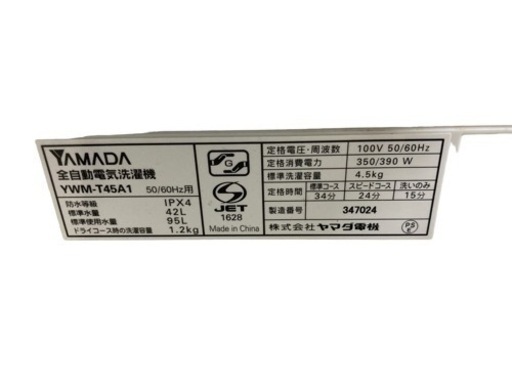 YAMADA
全自動電気洗濯機
YWM-T45A1 50/60Hz用
防水等級 IPX4
標準水量 42L
標準使用水量 95L
ドライコース時の洗濯容量 1.2kg
G
S
JET
1628
Made in China
定格電圧・周波数 100V 50/60Hz
定格消費電力 350/390 W
標準洗濯容量 4.5kg
定格時間 標準コース スピードコース 洗いのみ
34分 24分 15分
製造番号 347024
株式会社ヤマダ電機
PS
E